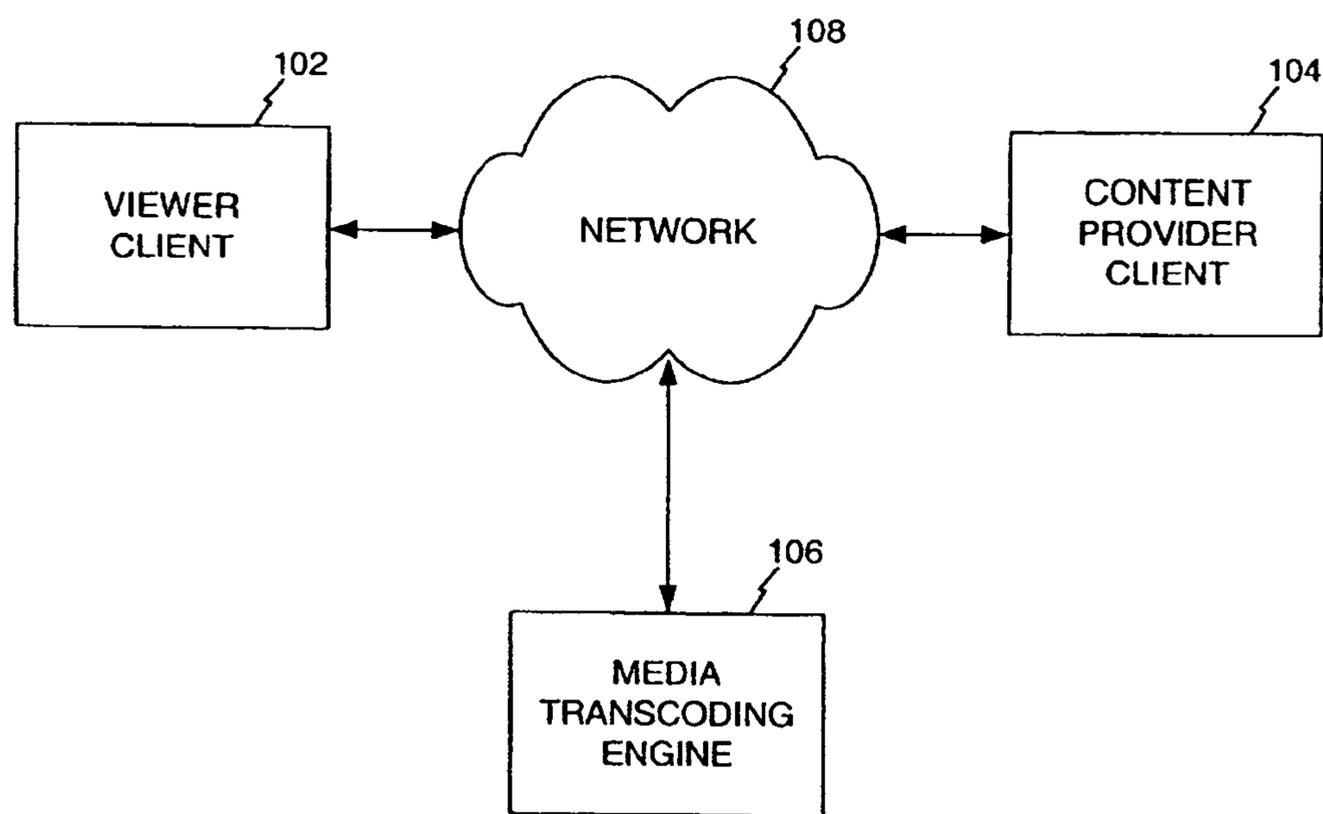 108
102
104
VIEWER
CLIENT
NETWORK
CONTENT
PROVIDER
CLIENT
106
MEDIA
TRANSCODING
ENGINE